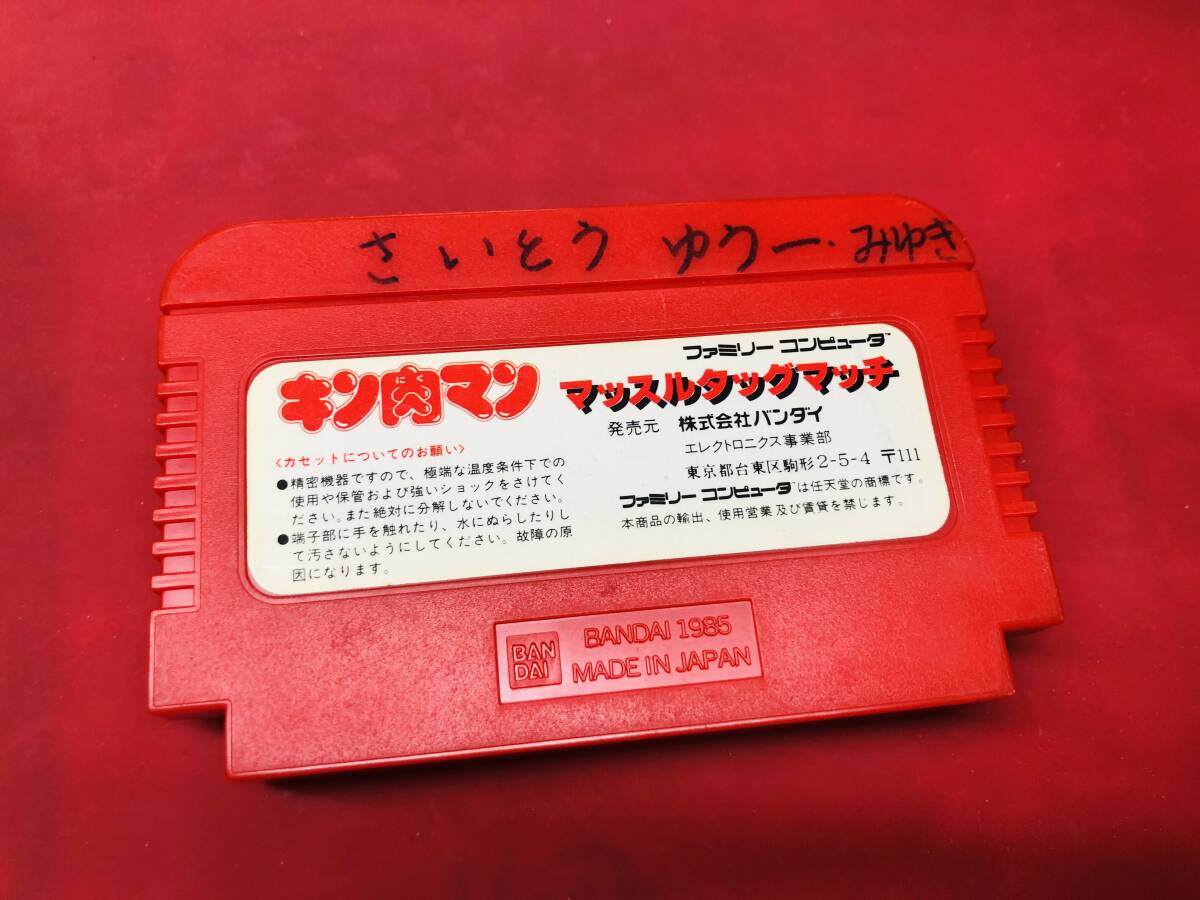 さいとう ゆうー・みゆき
キン肉マン
ファミリー コンピュータ™
マッスルタッグマッチ
発売元 株式会社バンダイ
エレクトロニクス事業部
東京都台東区駒形2-5-4 〒111
ファミリー コンピュータは任天堂の商標です。
本商品の輸出、使用営業及び賃貸を禁じます。
〈カセットについてのお願い〉
●精密機器ですので、極端な温度条件下での
使用や保管および強いショックをさけてく
ださい。また絶対に分解しないでください。
●端子部に手を触れたり、水にぬらしたりし
て汚さないようにしてください。故障の原
因になります。
BAN
DAI
BANDAI 1985
MADE IN JAPAN